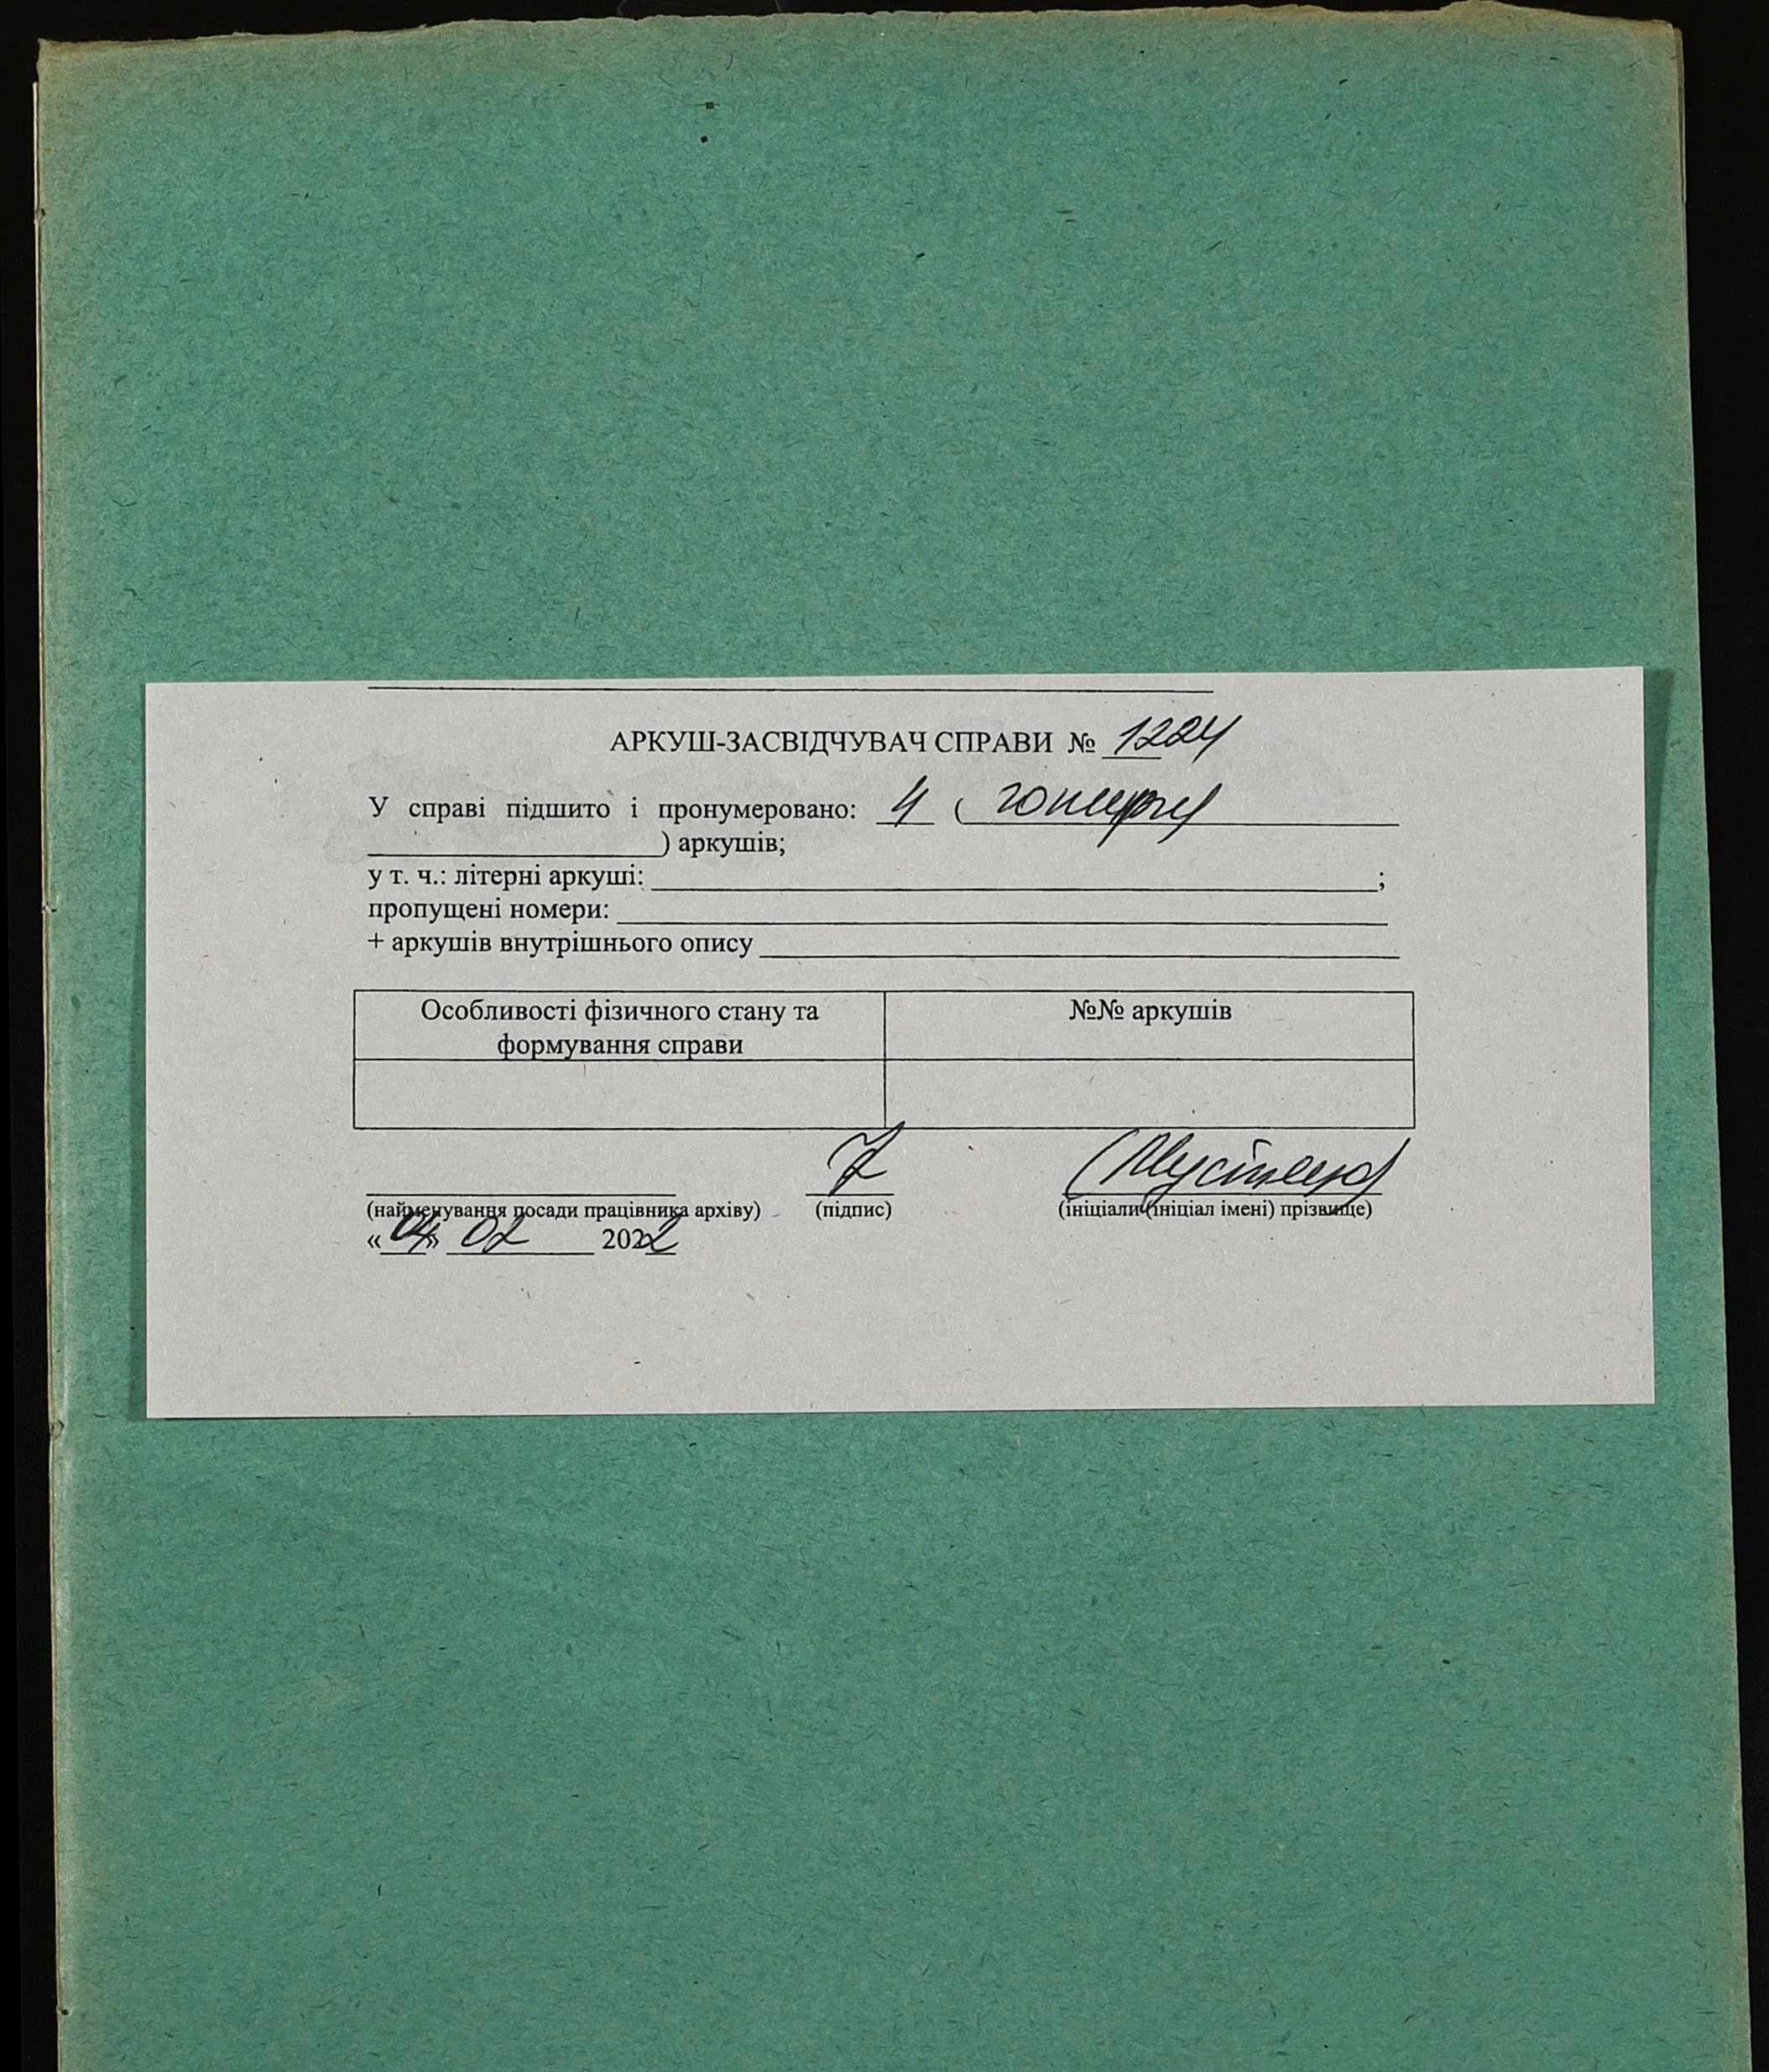 АРКУШ-ЗАСВІДЧУВАЧ СПРАВИ № 1224
У справі підшито і пронумеровано: 4 (
) аркушів;
у т. ч.: літерні аркуші: ;
пропущені номери:
+ аркушів внутрішнього опису
Особливості фізичного стану та формування справи
№№ аркушів
(найменування посади працівника архіву) (підпис) (ініціали (ініціал імені) прізвище)
«04» 02 2022